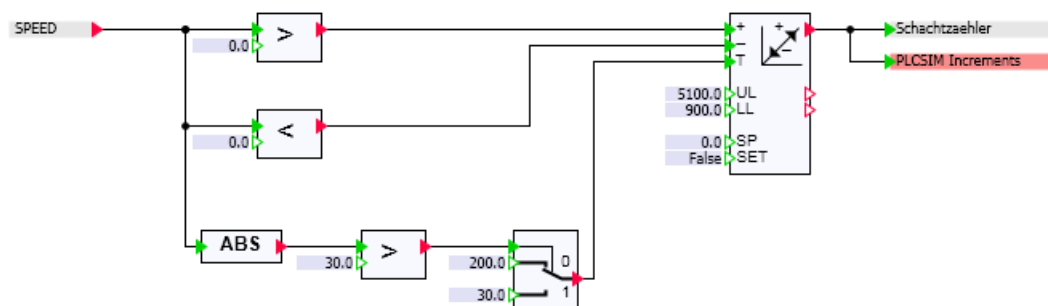 SPEED
0.0
>
+
−
T
+
−
Schachtzaehler
PLCSIM Increments
5100.0 UL
900.0 LL
0.0
<
0.0 SP
False SET
ABS
30.0
>
200.0
0
30.0
1